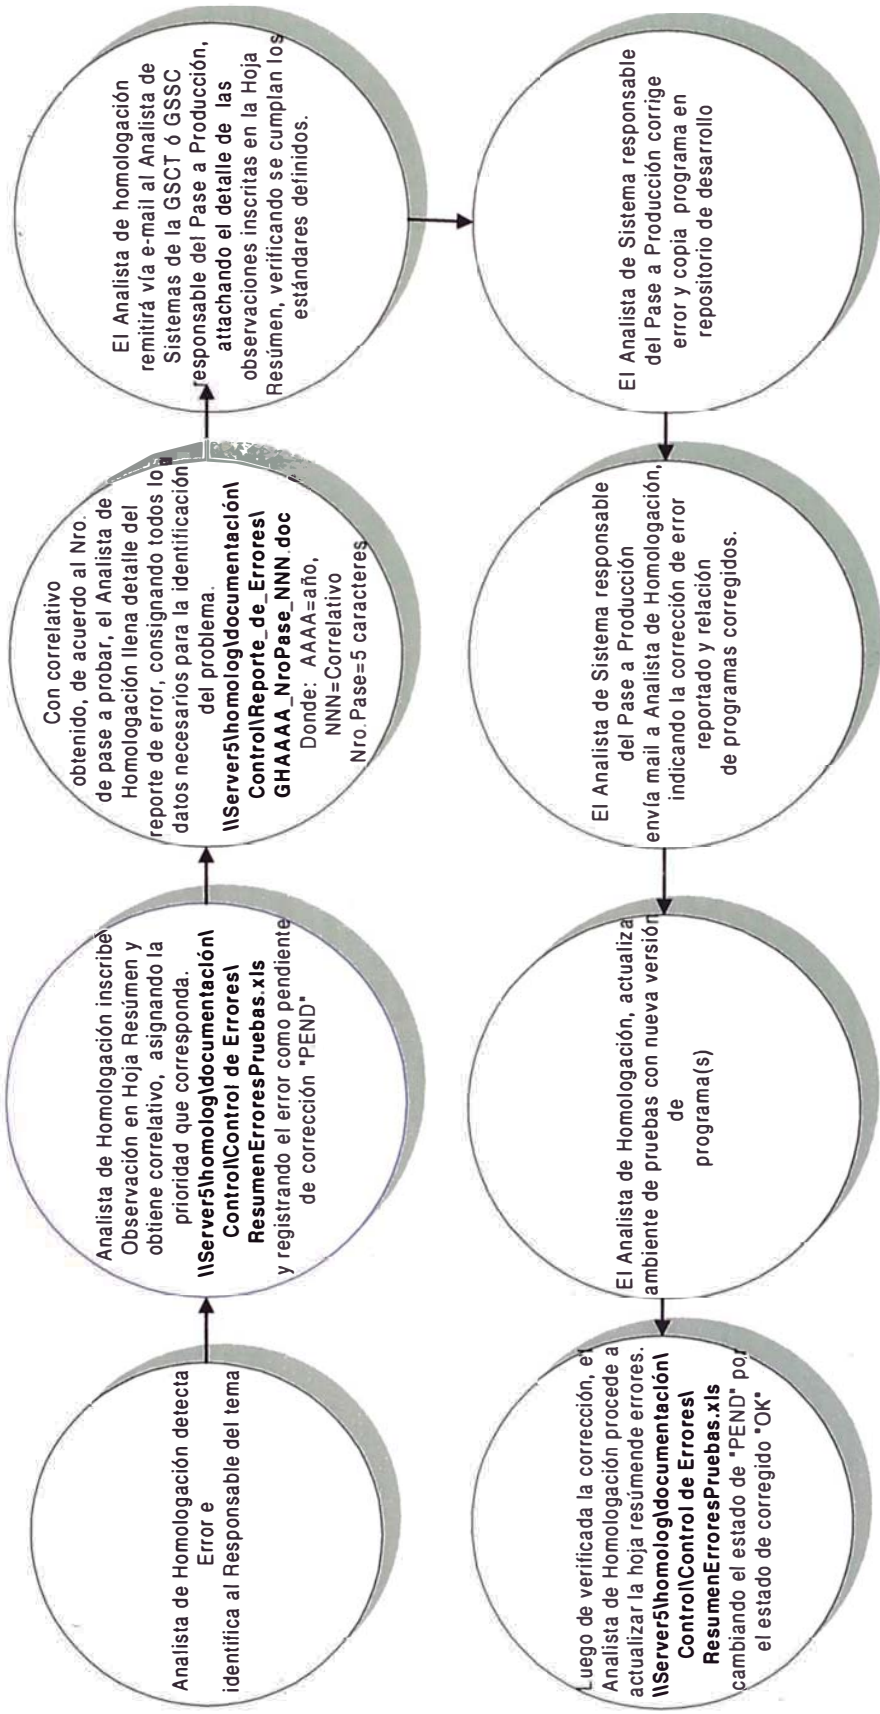 Analista de Homologación detecta
Error e
identifica al Responsable del tema
Analista de Homologación inscribe
Observación en Hoja Resúmen y
obtiene correlativo, asignando la
prioridad que corresponda.
\\Server5\homolog\documentación\
Control\Control de Errores\
ResumenErroresPruebas.xls
y registrando el error como pendiente
de corrección "PEND"
Con correlativo
obtenido, de acuerdo al Nro.
de pase a probar, el Analista de
Homologación llena detalle del
reporte de error, consignando todos lo
datos necesarios para la identificación
del problema.
\\Server5\homolog\documentación\
Control\Reporte_de_Errores\
GHAAAA_NroPase_NNN.doc
Donde: AAAA=año,
NNN=Correlativo
Nro.Pase=5 caracteres
El Analista de homologación
remitirá vía e-mail al Analista de
Sistemas de la GSCT ó GSSC
responsable del Pase a Producción,
attachando el detalle de las
observaciones inscritas en la Hoja
Resúmen, verificando se cumplan los
estándares definidos.
El Analista de Sistema responsable
del Pase a Producción corrige
error y copia programa en
repositorio de desarrollo
El Analista de Sistema responsable
del Pase a Producción
envía mail a Analista de Homologación,
indicando la corrección de error
reportado y relación
de programas corregidos.
El Analista de Homologación, actualiza
ambiente de pruebas con nueva versión
de
programa(s)
Luego de verificada la corrección, el
Analista de Homologación procede a
actualizar la hoja resúmende errores.
\\Server5\homolog\documentación\
Control\Control de Errores\
ResumenErroresPruebas.xls
cambiando el estado de "PEND" por
el estado de corregido "OK"